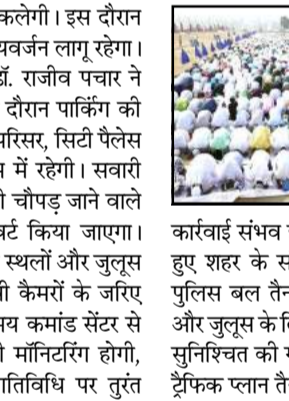 कलेगी। इस दौरान
यवर्जन लागू रहेगा।
डॉ. राजीव पचार ने
दौरान पार्किंग की
परिसर, सिटी पैलेस
में रहेगी। सवारी
चौपड़ जाने वाले
वर्ट किया जाएगा।
स्थलों और जुलूस
कैमरों के जरिए
कमांड सेंटर से
मॉनिटरिंग होगी,
ातिविधि पर तुरंत
कार्रवाई संभव
हुए शहर के स
पुलिस बल तैन
और जुलूस के
सुनिश्चित की
ट्रैफिक प्लान तै